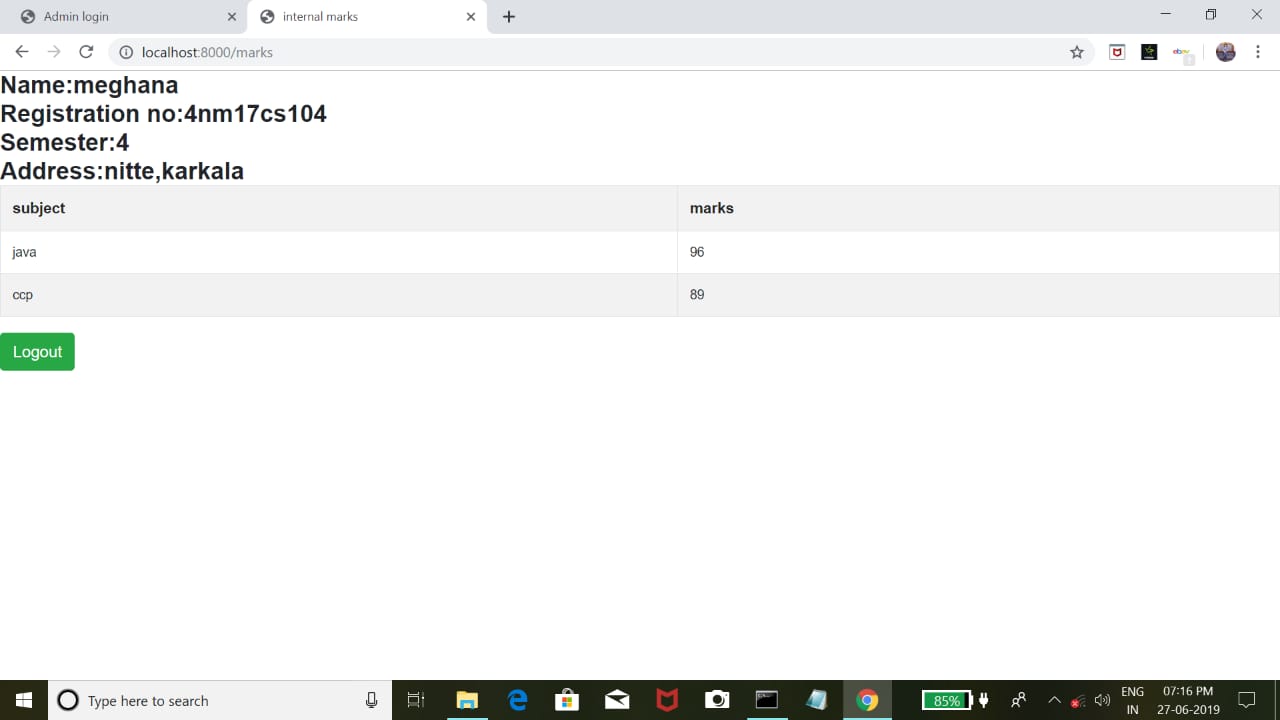 Admin login
internal marks
localhost:8000/marks
ebay
Name:meghana
Registration no:4nm17cs104
Semester:4
Address:nitte,karkala
subject marks
java 96
ccp 89
Logout
Type here to search
85%
ENG
IN
07:16 PM
27-06-2019